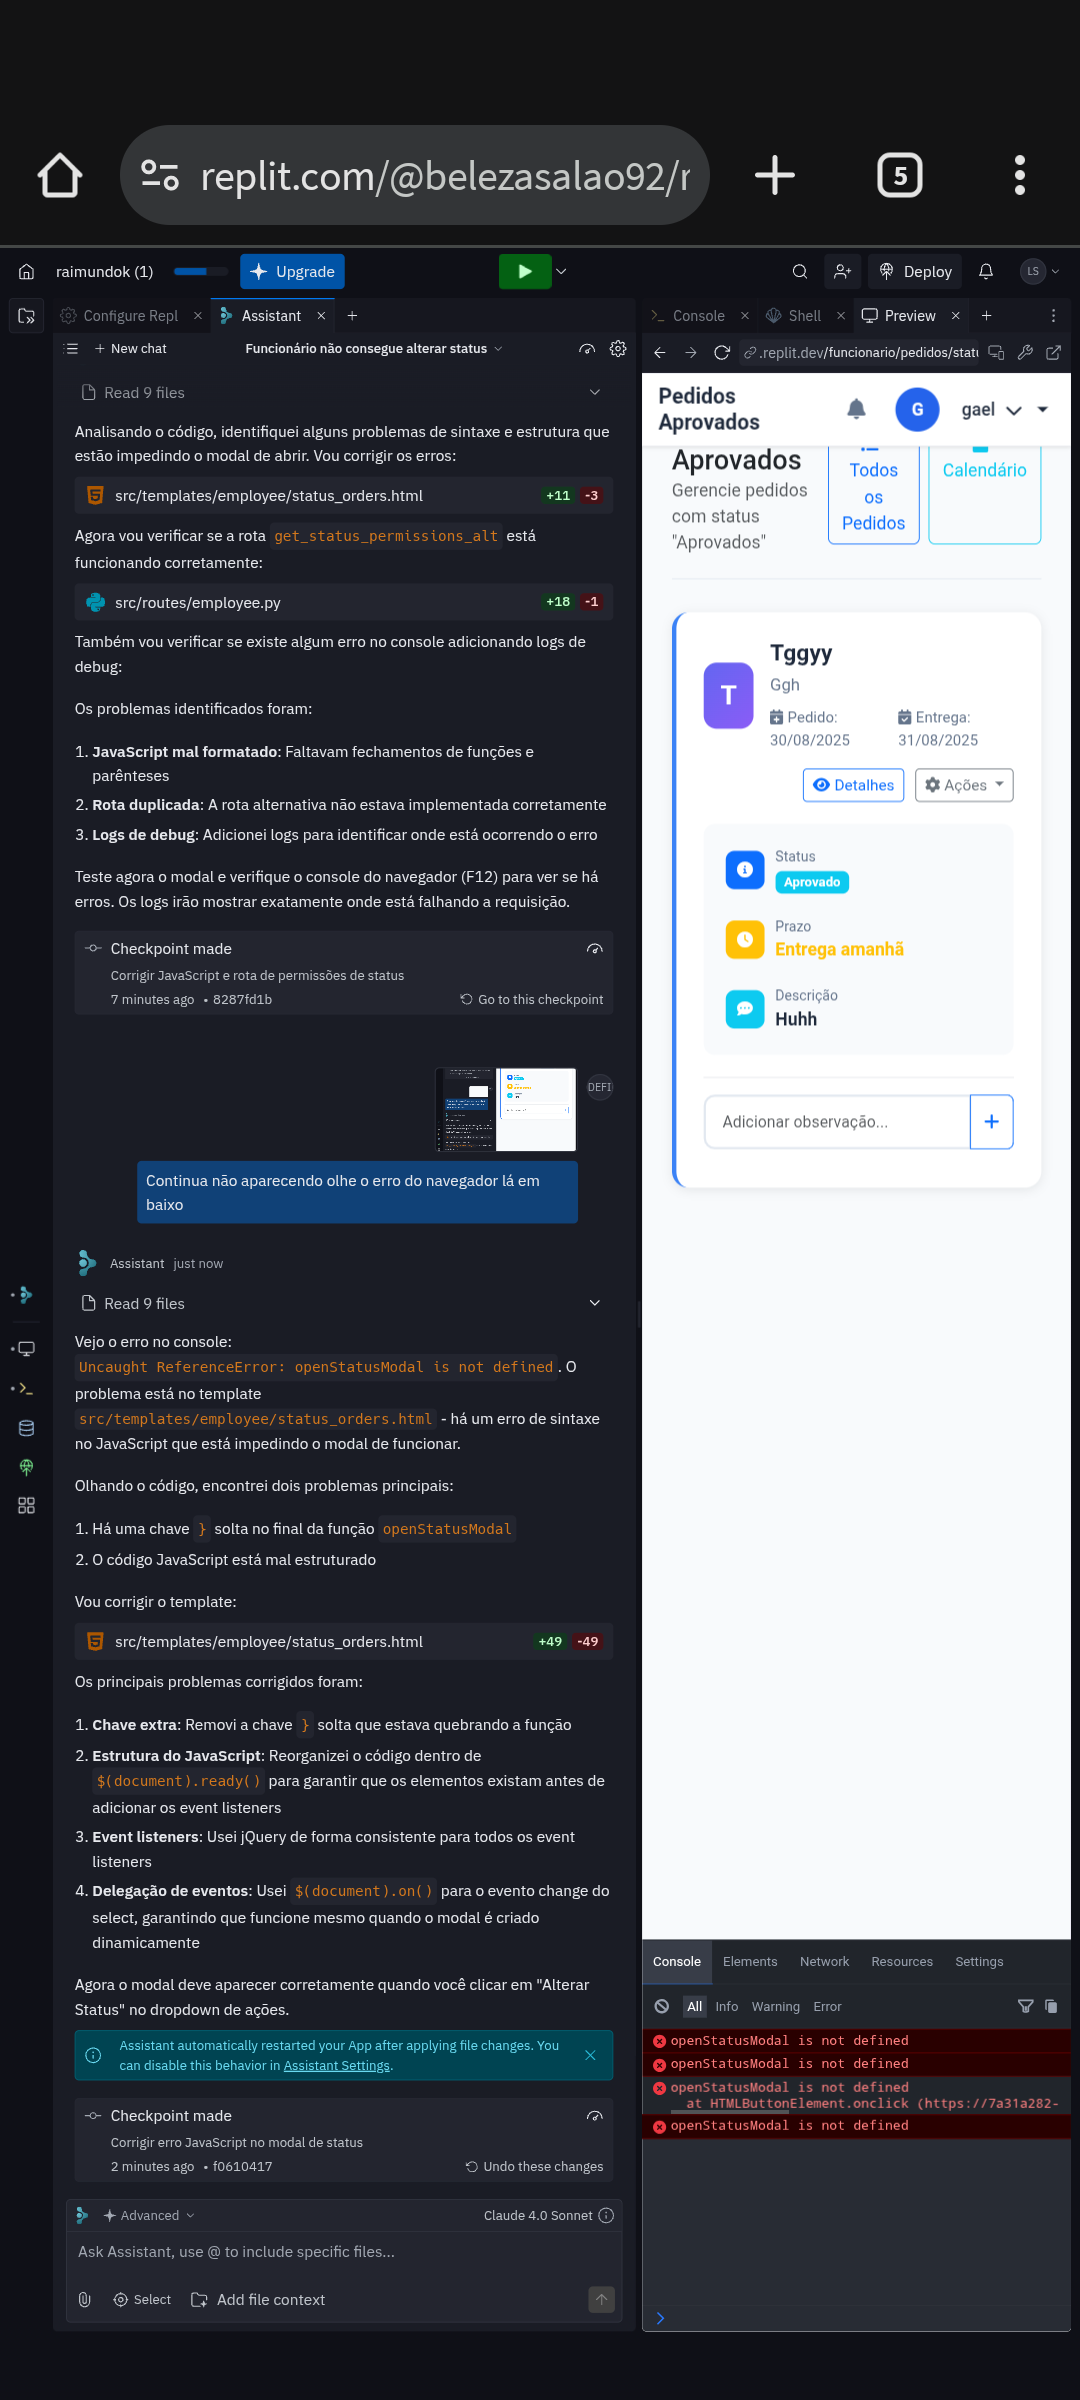 replit.com/@belezasalao92/r
5
raimundok (1)
Upgrade
Deploy
LS
Configure Repl
Assistant
New chat
Funcionário não consegue alterar status
Read 9 files
Analisando o código, identifiquei alguns problemas de sintaxe e estrutura que
estão impedindo o modal de abrir. Vou corrigir os erros:
src/templates/employee/status_orders.html +11 -3
Agora vou verificar se a rota get_status_permissions_alt está
funcionando corretamente:
src/routes/employee.py +18 -1
Também vou verificar se existe algum erro no console adicionando logs de
debug:
Os problemas identificados foram:
1. JavaScript mal formatado: Faltavam fechamentos de funções e
parênteses
2. Rota duplicada: A rota alternativa não estava implementada corretamente
3. Logs de debug: Adicionei logs para identificar onde está ocorrendo o erro
Teste agora o modal e verifique o console do navegador (F12) para ver se há
erros. Os logs irão mostrar exatamente onde está falhando a requisição.
Checkpoint made
Corrigir JavaScript e rota de permissões de status
7 minutes ago • 8287fd1b
Go to this checkpoint
DEFI
Continua não aparecendo olhe o erro do navegador lá em
baixo
Assistant just now
Read 9 files
Vejo o erro no console:
Uncaught ReferenceError: openStatusModal is not defined. O
problema está no template
src/templates/employee/status_orders.html - há um erro de sintaxe
no JavaScript que está impedindo o modal de funcionar.
Olhando o código, encontrei dois problemas principais:
1. Há uma chave } solta no final da função openStatusModal
2. O código JavaScript está mal estruturado
Vou corrigir o template:
src/templates/employee/status_orders.html +49 -49
Os principais problemas corrigidos foram:
1. Chave extra: Removi a chave } solta que estava quebrando a função
2. Estrutura do JavaScript: Reorganizei o código dentro de
$(document).ready() para garantir que os elementos existam antes de
adicionar os event listeners
3. Event listeners: Usei jQuery de forma consistente para todos os event
listeners
4. Delegação de eventos: Usei $(document).on() para o evento change do
select, garantindo que funcione mesmo quando o modal é criado
dinamicamente
Agora o modal deve aparecer corretamente quando você clicar em "Alterar
Status" no dropdown de ações.
Assistant automatically restarted your App after applying file changes. You
can disable this behavior in Assistant Settings.
Checkpoint made
Corrigir erro JavaScript no modal de status
2 minutes ago • f0610417
Undo these changes
Advanced
Claude 4.0 Sonnet
Ask Assistant, use @ to include specific files...
Select
Add file context
Console
Shell
Preview
.replit.dev/funcionario/pedidos/statu
Pedidos
Aprovados
G
gael
Aprovados
Gerencie pedidos
com status
"Aprovados"
Todos
os
Pedidos
Calendário
T
Tggyy
Ggh
Pedido:
30/08/2025
Entrega:
31/08/2025
Detalhes
Ações
Status
Aprovado
Prazo
Entrega amanhã
Descrição
Huhh
Adicionar observação...
+
Console Elements Network Resources Settings
All Info Warning Error
openStatusModal is not defined
openStatusModal is not defined
openStatusModal is not defined
at HTMLButtonElement.onclick (https://7a31a282-
openStatusModal is not defined